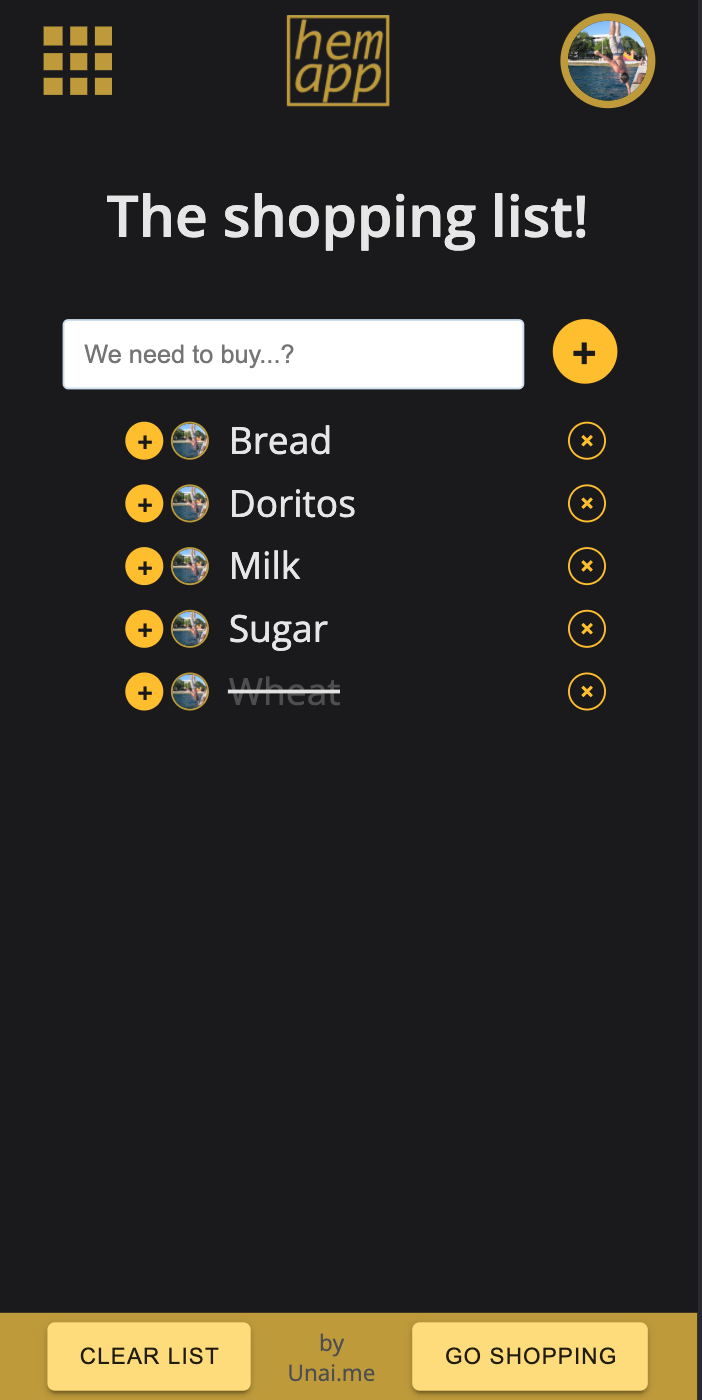 hem
app
The shopping list!
We need to buy...?
+
+ Bread ×
+ Doritos ×
+ Milk ×
+ Sugar ×
+ Wheat ×
CLEAR LIST
by
Unai.me
GO SHOPPING